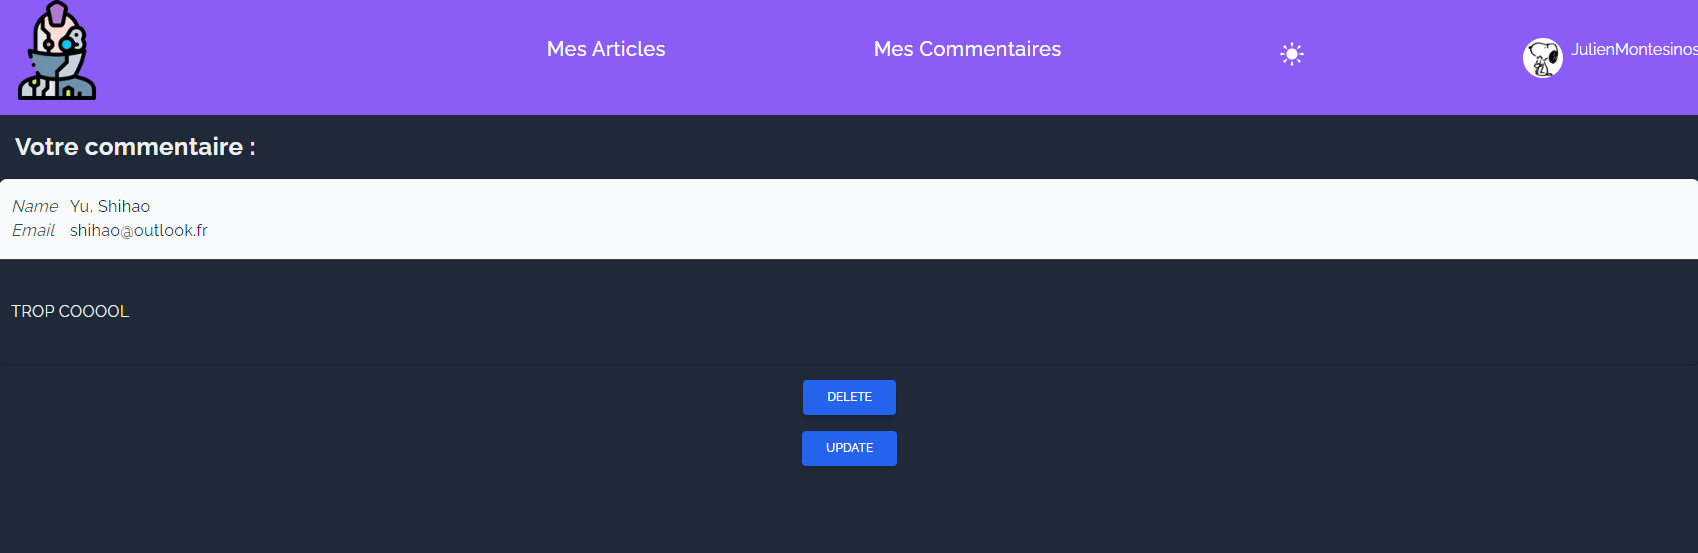 Mes Articles Mes Commentaires JulienMontesinos
Votre commentaire :
Name Yu, Shihao
Email shihao@outlook.fr
TROP COOOOL
DELETE
UPDATE